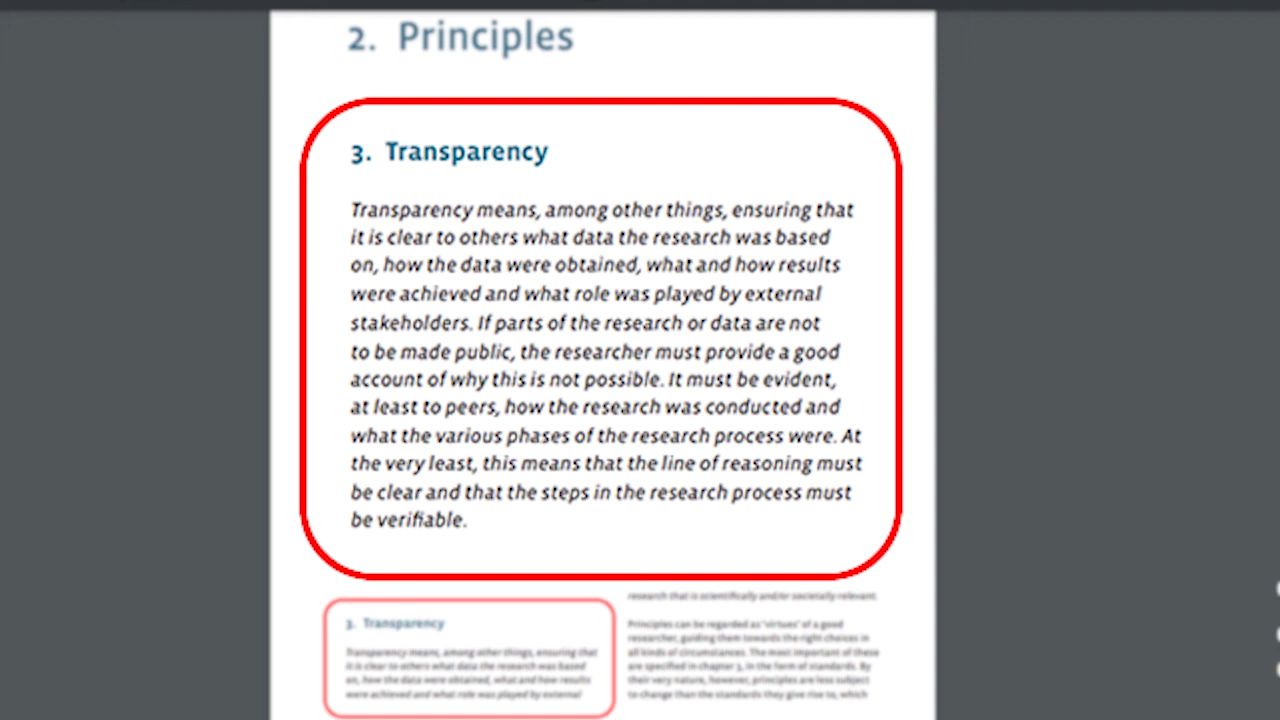 2. Principles
3. Transparency
Transparency means, among other things, ensuring that
it is clear to others what data the research was based
on, how the data were obtained, what and how results
were achieved and what role was played by external
stakeholders. If parts of the research or data are not
to be made public, the researcher must provide a good
account of why this is not possible. It must be evident,
at least to peers, how the research was conducted and
what the various phases of the research process were. At
the very least, this means that the line of reasoning must
be clear and that the steps in the research process must
be verifiable.
3. Transparency
Transparency means, among other things, ensuring that
it is clear to others what data the research was based
on, how the data were obtained, what and how results
were achieved and what role was played by external
research that is scientifically and/or societally relevant.
Principles can be regarded as 'virtues' of a good
researcher, guiding them towards the right choices in
all kinds of circumstances. The most important of these
are specified in chapter 3, in the form of standards. By
their very nature, however, principles are less subject
to change than the standards they give rise to, which